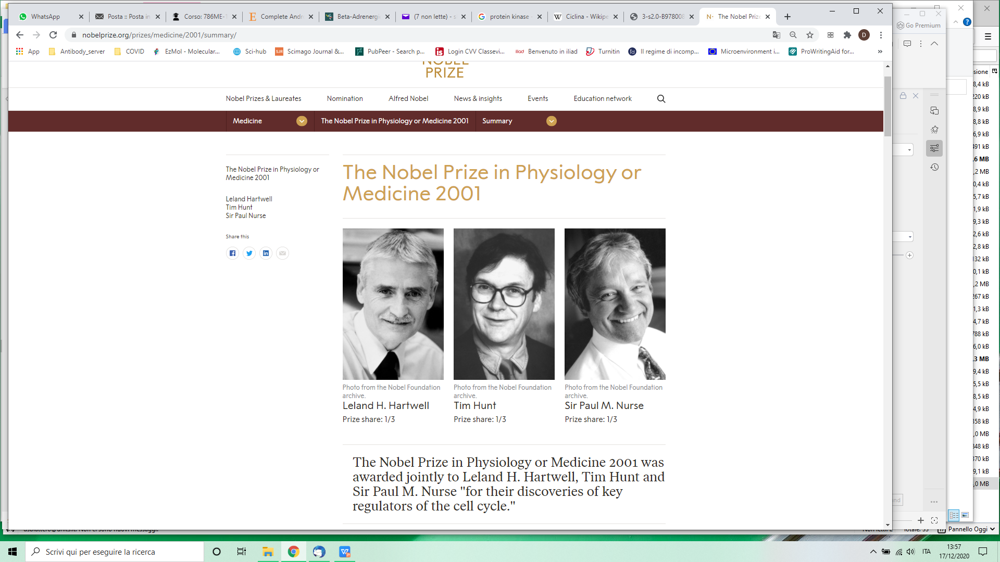 WhatsApp
Posta :: Posta in
Corso: 786ME-1
Complete Andr
Beta-Adrenergi
(7 non lette) - s
protein kinase -
Ciclina - Wikipe
3-s2.0-B978008
The Nobel Prize
nobelprize.org/prizes/medicine/2001/summary/
D
Go Premium
App
Antibody_server
COVID
EzMol - Molecular...
Sci-hub
Scimago Journal &...
PubPeer - Search p...
Login CVV Classevi...
Benvenuto in iliad
Turnitin
Il regime di incomp...
Microenvironment i...
ProWritingAid for...
»
NOBEL
PRIZE
Nobel Prizes & Laureates
Nomination
Alfred Nobel
News & insights
Events
Education network
Medicine
The Nobel Prize in Physiology or Medicine 2001
Summary
The Nobel Prize in Physiology or
Medicine 2001
Leland Hartwell
Tim Hunt
Sir Paul Nurse
Share this
The Nobel Prize in Physiology or
Medicine 2001
Photo from the Nobel Foundation
archive.
Leland H. Hartwell
Prize share: 1/3
Photo from the Nobel Foundation
archive.
Tim Hunt
Prize share: 1/3
Photo from the Nobel Foundation
archive.
Sir Paul M. Nurse
Prize share: 1/3
The Nobel Prize in Physiology or Medicine 2001 was
awarded jointly to Leland H. Hartwell, Tim Hunt and
Sir Paul M. Nurse "for their discoveries of key
regulators of the cell cycle."
sione
8,4 kB
220 kB
8,9 kB
8,8 kB
6,9 kB
491 kB
,6 MB
,2 MB
0,4 kB
5,7 kB
1,9 kB
9,3 kB
2,6 kB
2,8 kB
132 kB
0,1 kB
,2 MB
267 kB
1,3 kB
4,7 kB
788 kB
6,0 kB
,3 MB
9,4 kB
5,5 kB
8,5 kB
4,9 kB
358 kB
,0 MB
348 kB
370 kB
9,1 kB
,0 MB
nd
Pannello Oggi
Scrivi qui per eseguire la ricerca
ITA
13:57
17/12/2020